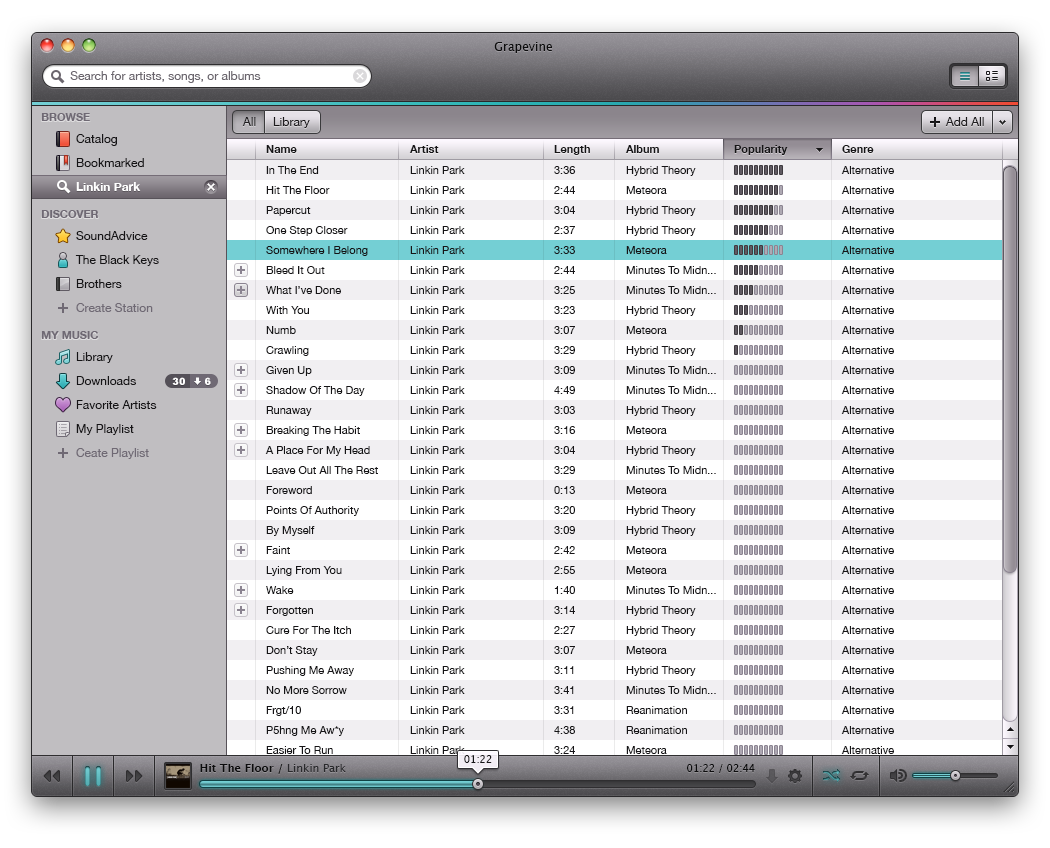 Grapevine
Search for artists, songs, or albums
BROWSE
Catalog
Bookmarked
Linkin Park
DISCOVER
SoundAdvice
The Black Keys
Brothers
Create Station
MY MUSIC
Library
Downloads 30 6
Favorite Artists
My Playlist
Ceate Playlist
All Library Add All
Name Artist Length Album Popularity Genre
In The End Linkin Park 3:36 Hybrid Theory Alternative
Hit The Floor Linkin Park 2:44 Meteora Alternative
Papercut Linkin Park 3:04 Hybrid Theory Alternative
One Step Closer Linkin Park 2:37 Hybrid Theory Alternative
Somewhere I Belong Linkin Park 3:33 Meteora Alternative
Bleed It Out Linkin Park 2:44 Minutes To Midn... Alternative
What I've Done Linkin Park 3:25 Minutes To Midn... Alternative
With You Linkin Park 3:23 Hybrid Theory Alternative
Numb Linkin Park 3:07 Meteora Alternative
Crawling Linkin Park 3:29 Hybrid Theory Alternative
Given Up Linkin Park 3:09 Minutes To Midn... Alternative
Shadow Of The Day Linkin Park 4:49 Minutes To Midn... Alternative
Runaway Linkin Park 3:03 Hybrid Theory Alternative
Breaking The Habit Linkin Park 3:16 Meteora Alternative
A Place For My Head Linkin Park 3:04 Hybrid Theory Alternative
Leave Out All The Rest Linkin Park 3:29 Minutes To Midn... Alternative
Foreword Linkin Park 0:13 Meteora Alternative
Points Of Authority Linkin Park 3:20 Hybrid Theory Alternative
By Myself Linkin Park 3:09 Hybrid Theory Alternative
Faint Linkin Park 2:42 Meteora Alternative
Lying From You Linkin Park 2:55 Meteora Alternative
Wake Linkin Park 1:40 Minutes To Midn... Alternative
Forgotten Linkin Park 3:14 Hybrid Theory Alternative
Cure For The Itch Linkin Park 2:27 Hybrid Theory Alternative
Don't Stay Linkin Park 3:07 Meteora Alternative
Pushing Me Away Linkin Park 3:11 Hybrid Theory Alternative
No More Sorrow Linkin Park 3:41 Minutes To Midn... Alternative
Frgt/10 Linkin Park 3:31 Reanimation Alternative
P5hng Me Aw*y Linkin Park 4:38 Reanimation Alternative
Easier To Run Linkin Park 3:24 Meteora Alternative
01:22
Hit The Floor / Linkin Park 01:22 / 02:44